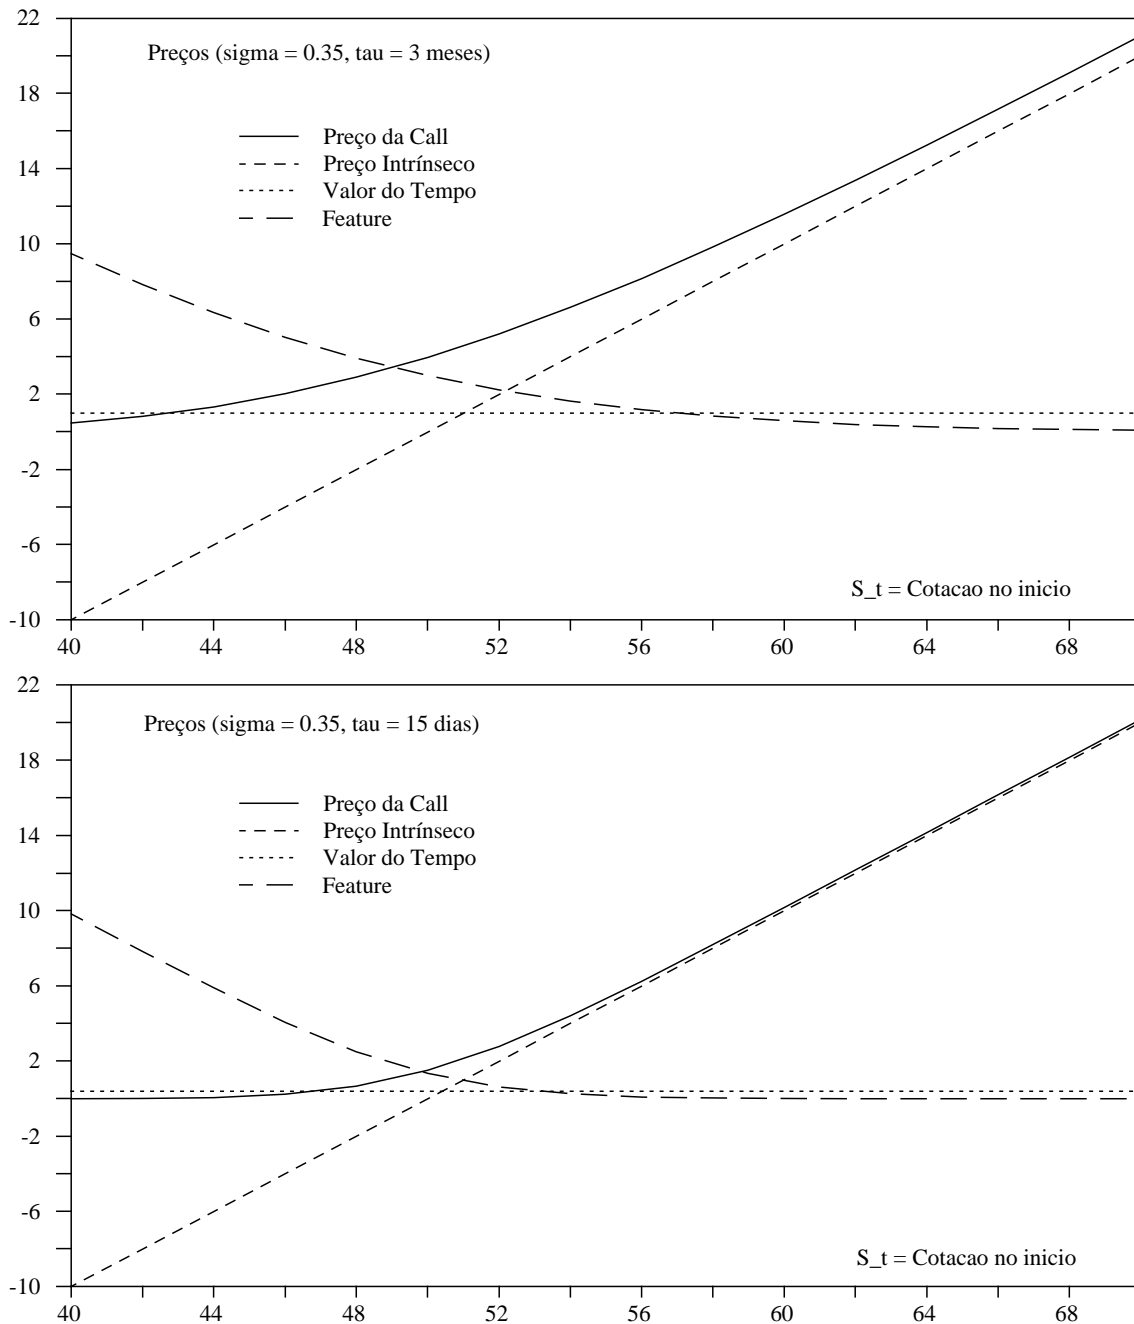 22
18
14
10
6
2
-2
-6
-10
Preços (sigma = 0.35, tau = 3 meses)
Preço da Call
Preço Intrínseco
Valor do Tempo
Feature
S_t = Cotacao no inicio
40 44 48 52 56 60 64 68
22
18
14
10
6
2
-2
-6
-10
Preços (sigma = 0.35, tau = 15 dias)
Preço da Call
Preço Intrínseco
Valor do Tempo
Feature
S_t = Cotacao no inicio
40 44 48 52 56 60 64 68